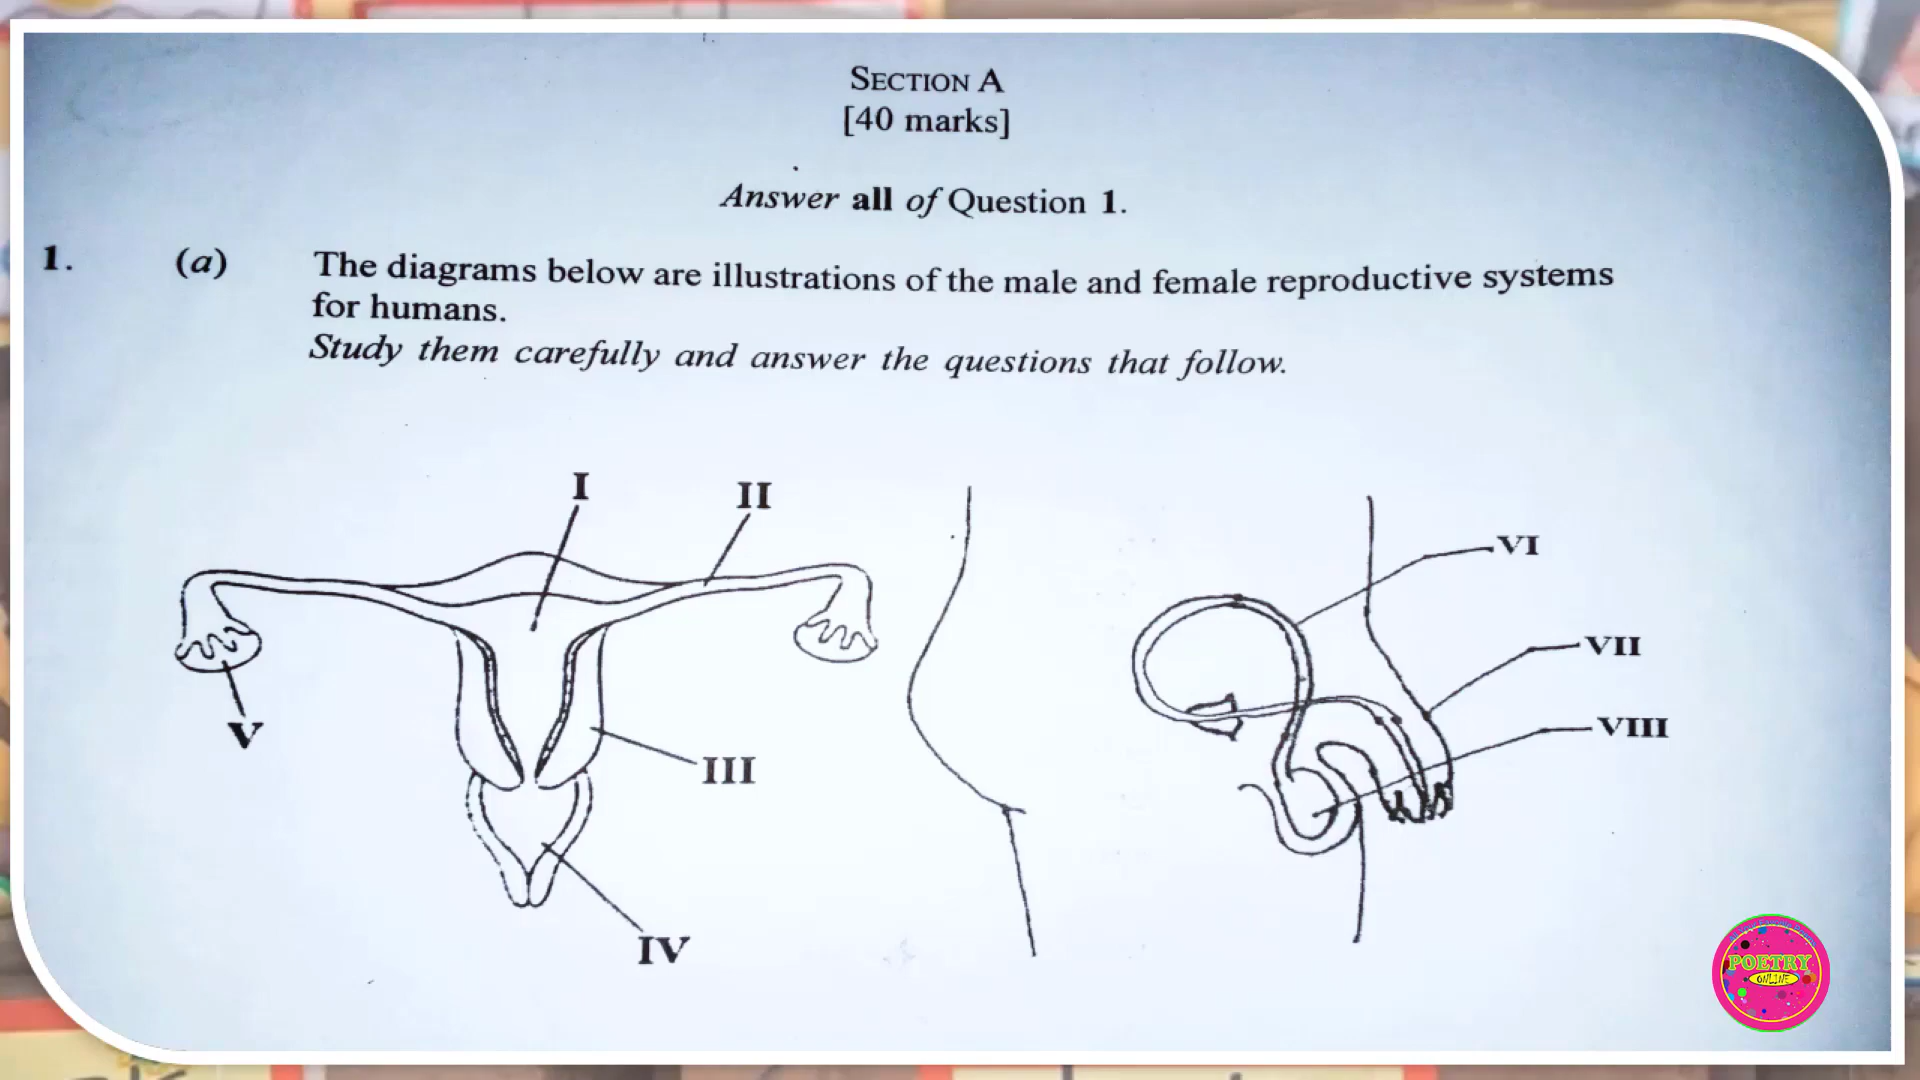 SECTION A
[40 marks]
Answer all of Question 1.
1. (a) The diagrams below are illustrations of the male and female reproductive systems
for humans.
Study them carefully and answer the questions that follow.
I
II
VI
VII
V
VIII
III
IV
POETRY
ONLINE